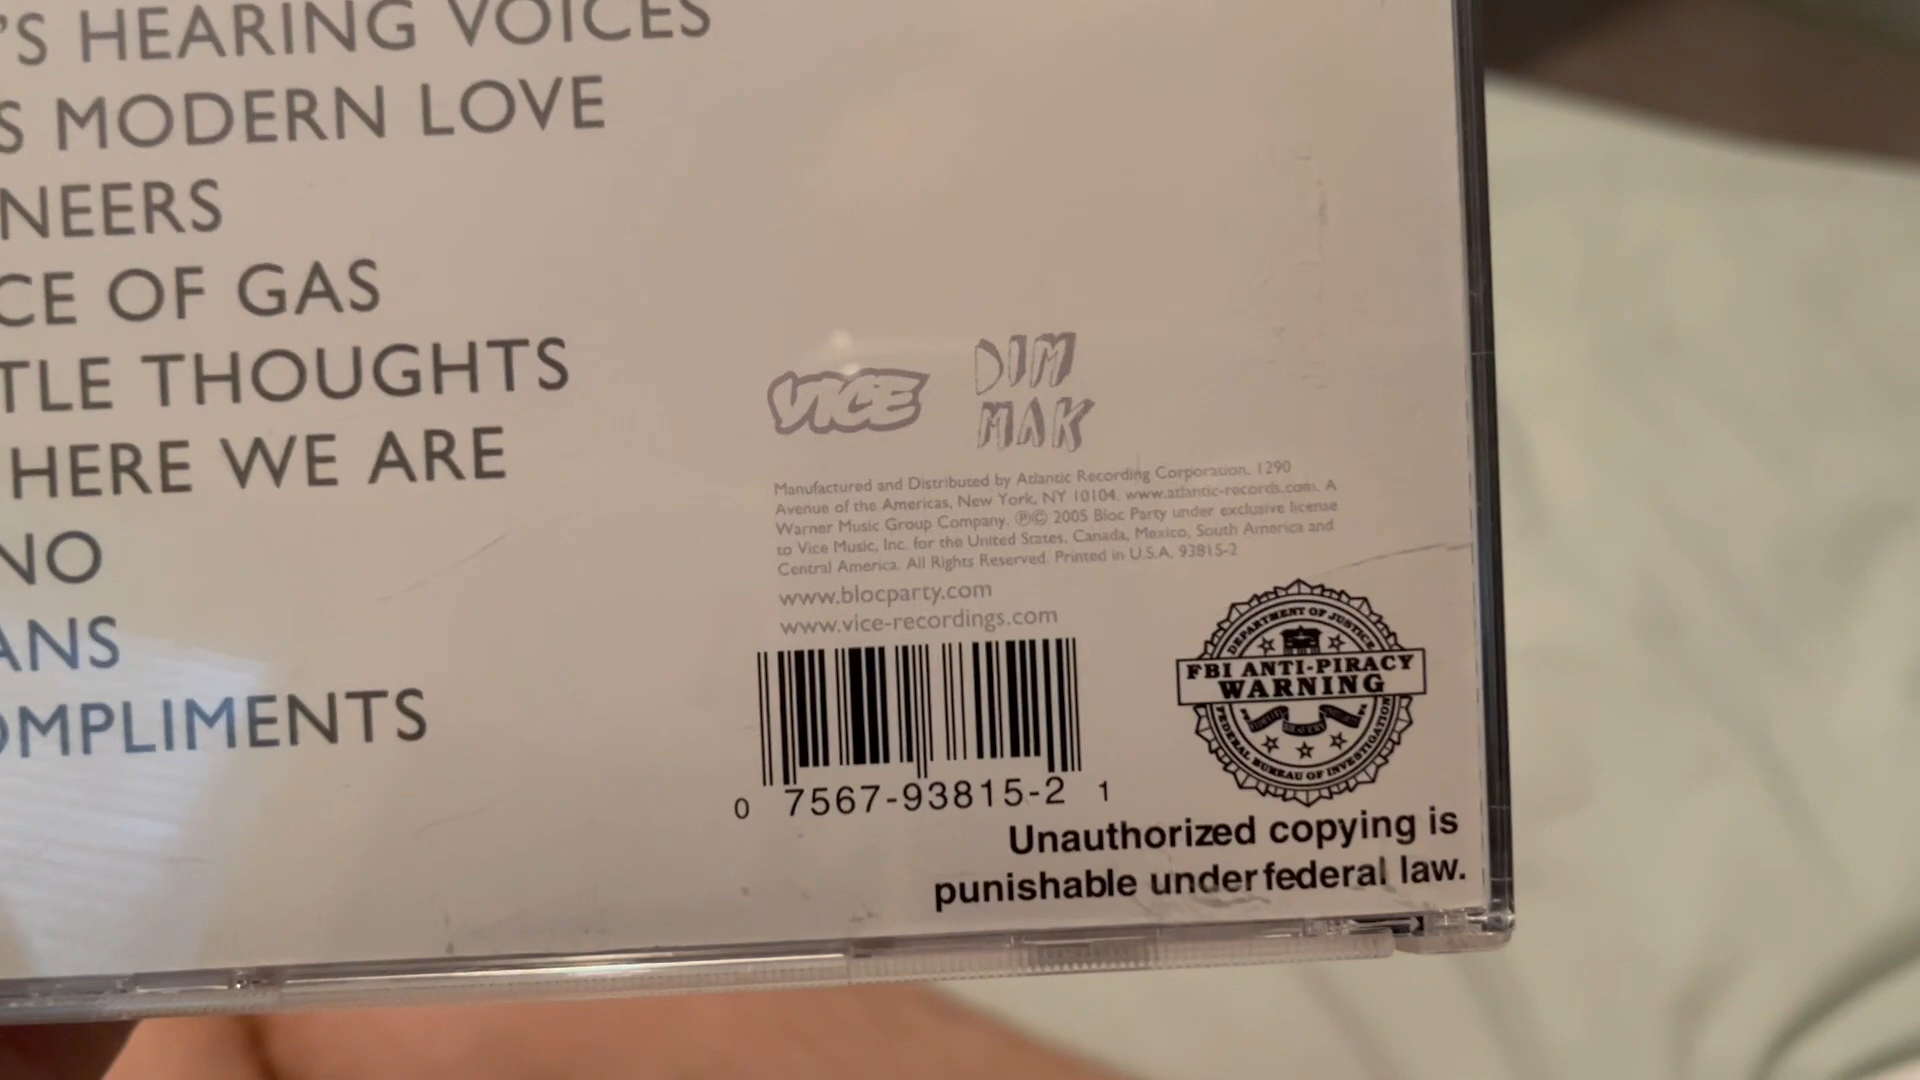 'S HEARING VOICES
S MODERN LOVE
NEERS
CE OF GAS
TLE THOUGHTS
HERE WE ARE
NO
ANS
OMPLIMENTS
VICE
DIM
MAK
Manufactured and Distributed by Atlantic Recording Corporation, 1290
Avenue of the Americas, New York, NY 10104. www.atlantic-records.com. A
Warner Music Group Company. ℗© 2005 Bloc Party under exclusive license
to Vice Music, Inc. for the United States, Canada, Mexico, South America and
Central America. All Rights Reserved. Printed in U.S.A. 93815-2
www.blocparty.com
www.vice-recordings.com
0 7567-93815-2 1
DEPARTMENT OF JUSTICE
FBI ANTI-PIRACY
WARNING
FEDERAL BUREAU OF INVESTIGATION
Unauthorized copying is
punishable under federal law.